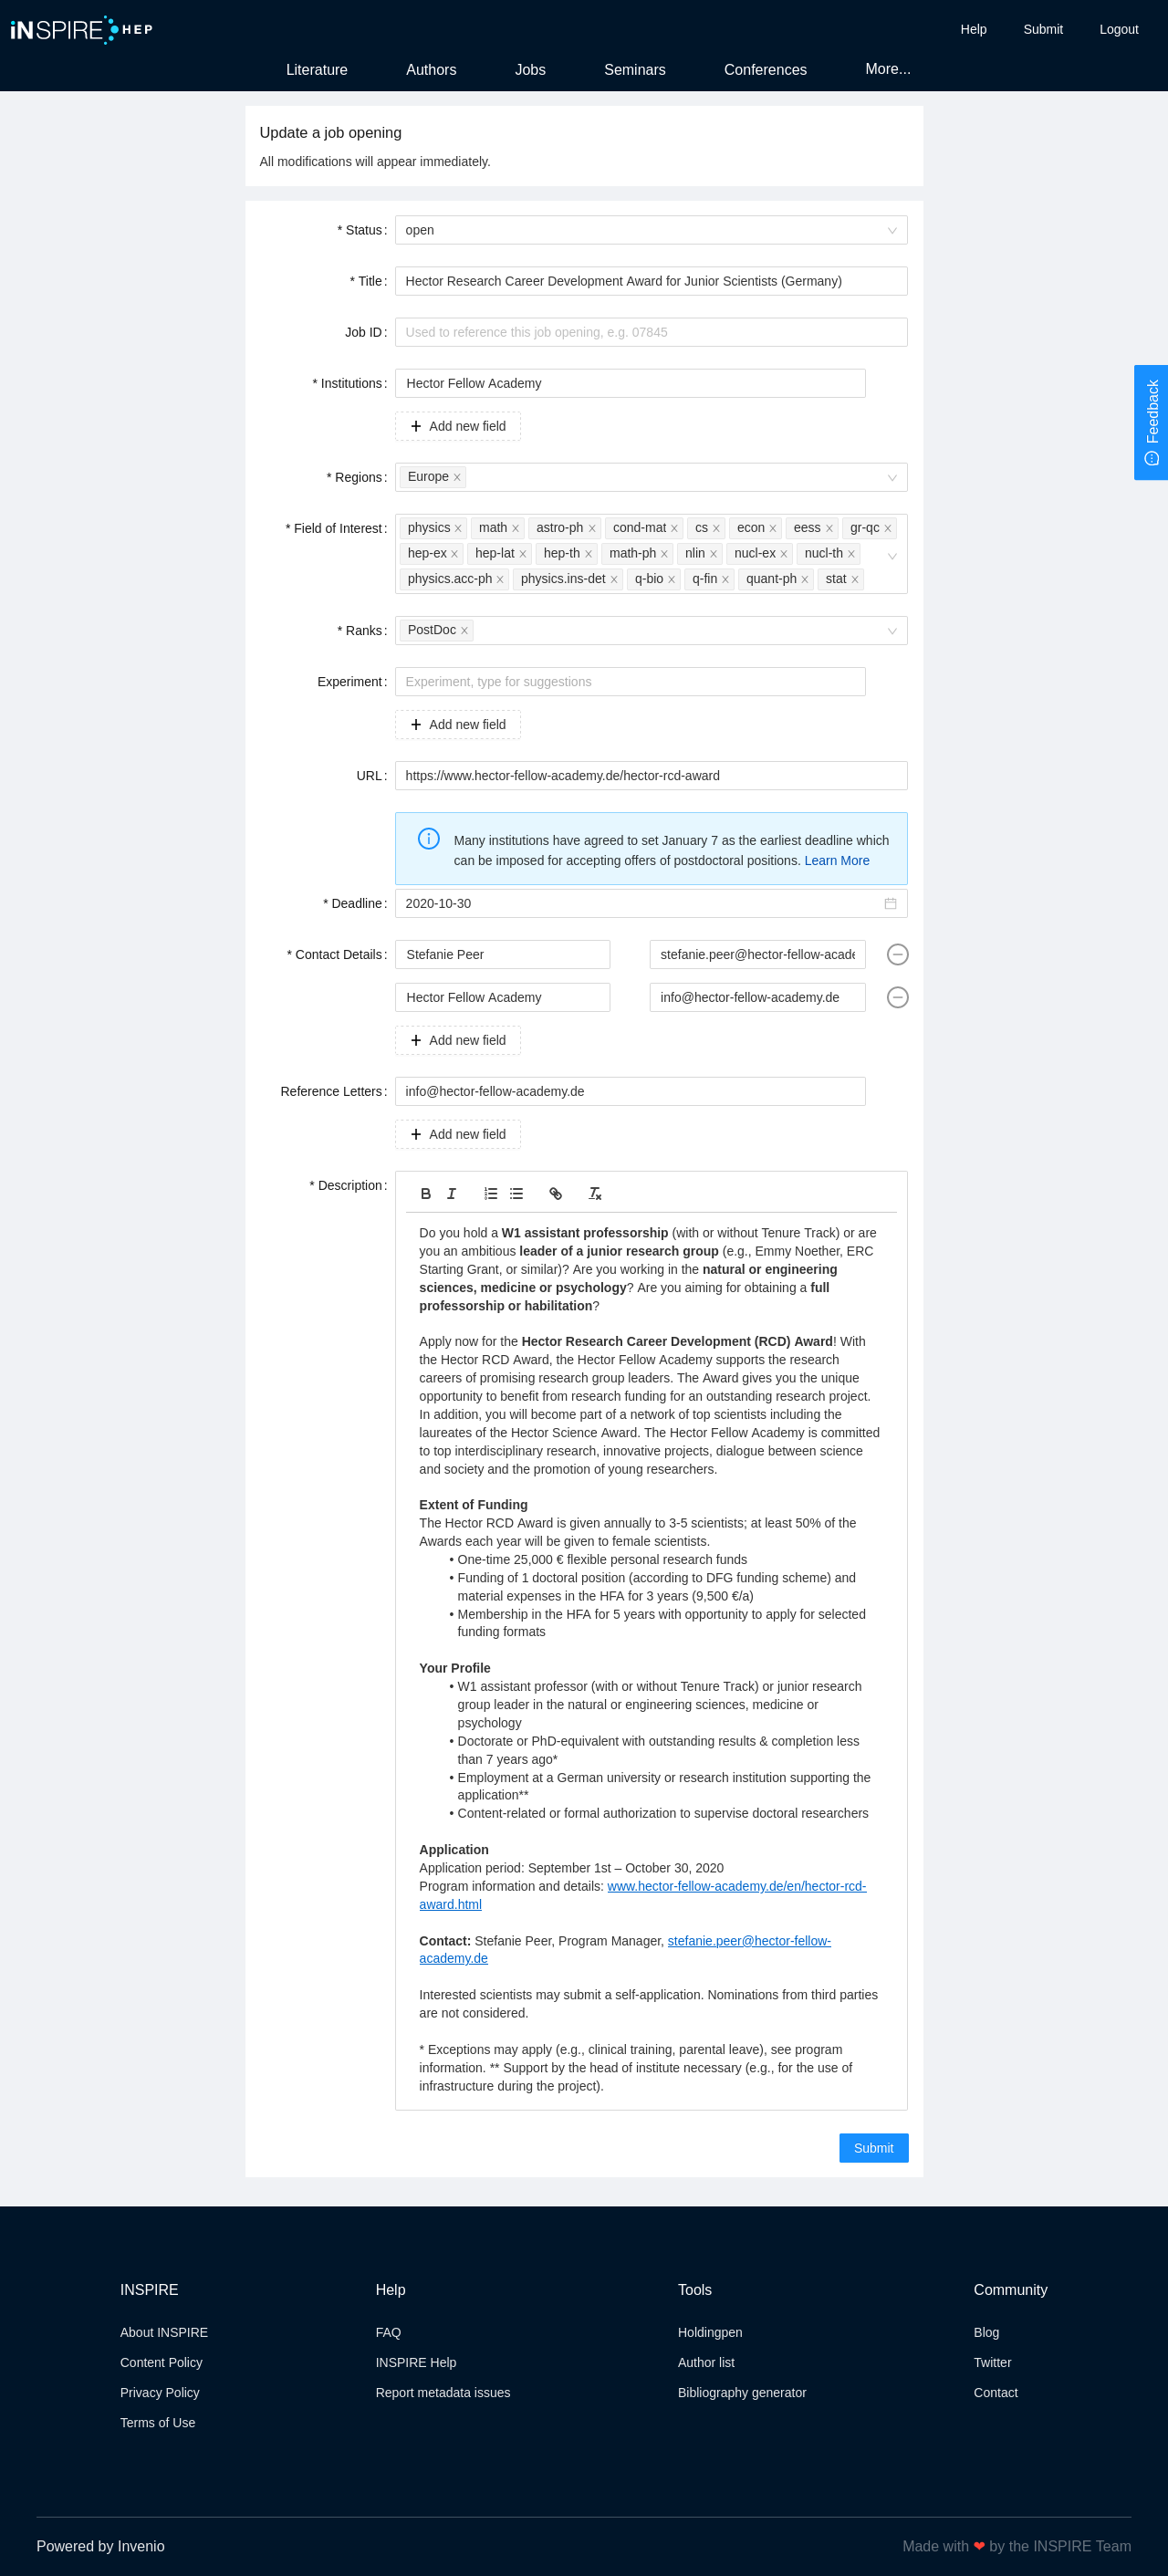 iNSPIRE HEP
Help Submit Logout
Literature Authors Jobs Seminars Conferences More...
Update a job opening
All modifications will appear immediately.
* Status : open
* Title : Hector Research Career Development Award for Junior Scientists (Germany)
Job ID : Used to reference this job opening, e.g. 07845
* Institutions : Hector Fellow Academy
Add new field
Feedback
* Regions : Europe
* Field of Interest : physics math astro-ph cond-mat cs econ eess gr-qc
hep-ex hep-lat hep-th math-ph nlin nucl-ex nucl-th
physics.acc-ph physics.ins-det q-bio q-fin quant-ph stat
* Ranks : PostDoc
Experiment : Experiment, type for suggestions
Add new field
URL : https://www.hector-fellow-academy.de/hector-rcd-award
Many institutions have agreed to set January 7 as the earliest deadline which
can be imposed for accepting offers of postdoctoral positions. Learn More
* Deadline : 2020-10-30
* Contact Details : Stefanie Peer stefanie.peer@hector-fellow-acade
Hector Fellow Academy info@hector-fellow-academy.de
Add new field
Reference Letters : info@hector-fellow-academy.de
Add new field
* Description :
Do you hold a W1 assistant professorship (with or without Tenure Track) or are
you an ambitious leader of a junior research group (e.g., Emmy Noether, ERC
Starting Grant, or similar)? Are you working in the natural or engineering
sciences, medicine or psychology? Are you aiming for obtaining a full
professorship or habilitation?
Apply now for the Hector Research Career Development (RCD) Award! With
the Hector RCD Award, the Hector Fellow Academy supports the research
careers of promising research group leaders. The Award gives you the unique
opportunity to benefit from research funding for an outstanding research project.
In addition, you will become part of a network of top scientists including the
laureates of the Hector Science Award. The Hector Fellow Academy is committed
to top interdisciplinary research, innovative projects, dialogue between science
and society and the promotion of young researchers.
Extent of Funding
The Hector RCD Award is given annually to 3-5 scientists; at least 50% of the
Awards each year will be given to female scientists.
• One-time 25,000 € flexible personal research funds
• Funding of 1 doctoral position (according to DFG funding scheme) and
material expenses in the HFA for 3 years (9,500 €/a)
• Membership in the HFA for 5 years with opportunity to apply for selected
funding formats
Your Profile
• W1 assistant professor (with or without Tenure Track) or junior research
group leader in the natural or engineering sciences, medicine or
psychology
• Doctorate or PhD-equivalent with outstanding results & completion less
than 7 years ago*
• Employment at a German university or research institution supporting the
application**
• Content-related or formal authorization to supervise doctoral researchers
Application
Application period: September 1st – October 30, 2020
Program information and details: www.hector-fellow-academy.de/en/hector-rcd-
award.html
Contact: Stefanie Peer, Program Manager, stefanie.peer@hector-fellow-
academy.de
Interested scientists may submit a self-application. Nominations from third parties
are not considered.
* Exceptions may apply (e.g., clinical training, parental leave), see program
information. ** Support by the head of institute necessary (e.g., for the use of
infrastructure during the project).
Submit
INSPIRE Help Tools Community
About INSPIRE FAQ Holdingpen Blog
Content Policy INSPIRE Help Author list Twitter
Privacy Policy Report metadata issues Bibliography generator Contact
Terms of Use
Powered by Invenio Made with ❤ by the INSPIRE Team